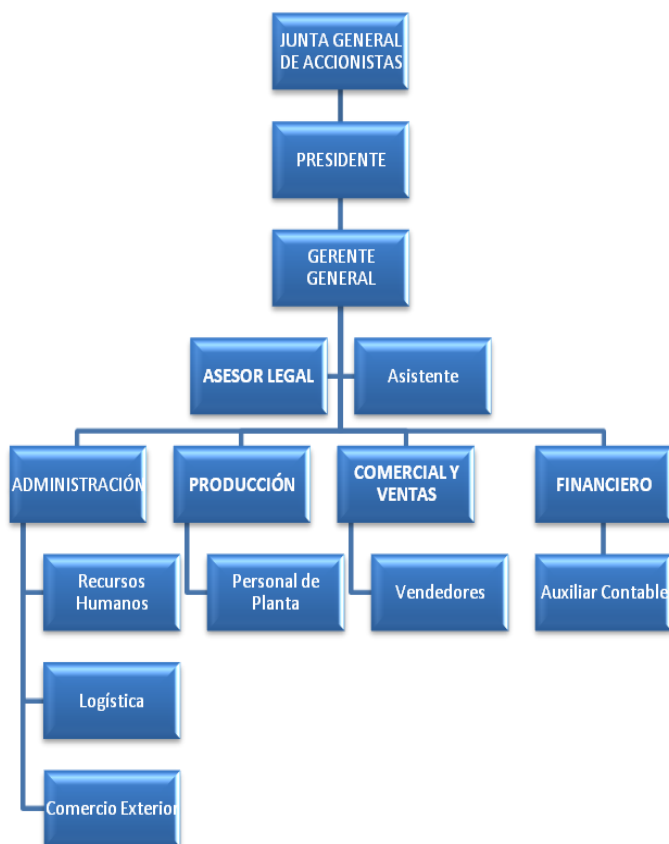 JUNTA GENERAL
DE ACCIONISTAS
PRESIDENTE
GERENTE
GENERAL
ASESOR LEGAL
Asistente
ADMINISTRACIÓN
PRODUCCIÓN
COMERCIAL Y
VENTAS
FINANCIERO
Recursos
Humanos
Personal de
Planta
Vendedores
Auxiliar Contable
Logística
Comercio Exterior